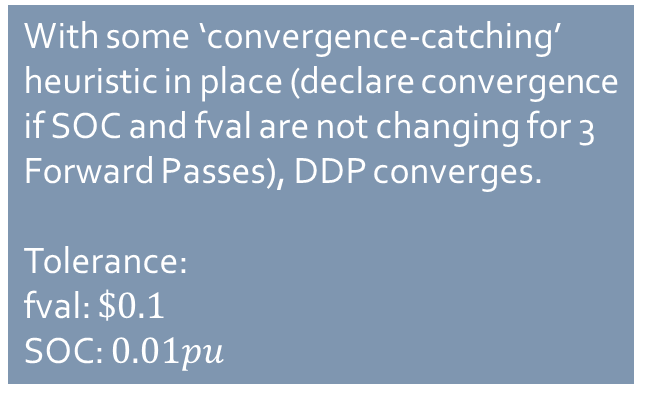 With some ‘convergence-catching’
heuristic in place (declare convergence
if SOC and fval are not changing for 3
Forward Passes), DDP converges.
Tolerance:
fval: $0.1
SOC: 0.01pu